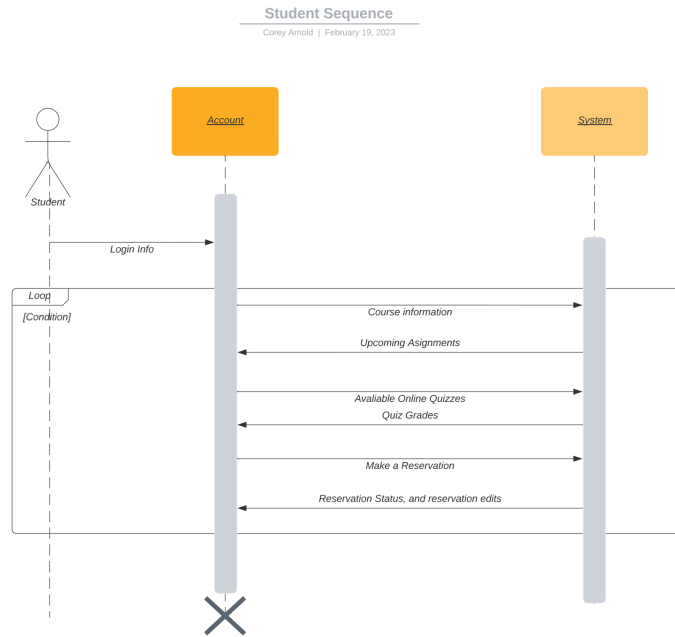 Student Sequence
Corey Arnold | February 19, 2023
Account
System
Student
Login Info
Loop
[Condition]
Course information
Upcoming Asignments
Avaliable Online Quizzes
Quiz Grades
Make a Reservation
Reservation Status, and reservation edits